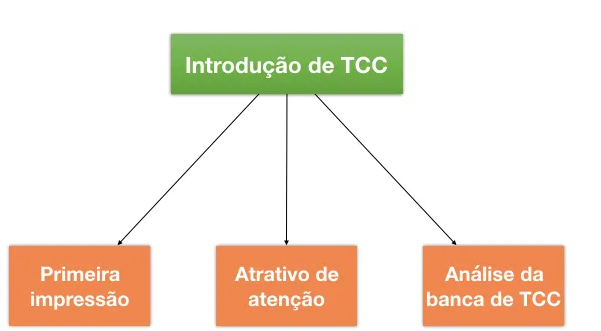 Introdução de TCC
Primeira
impressão
Atrativo de
atenção
Análise da
banca de TCC